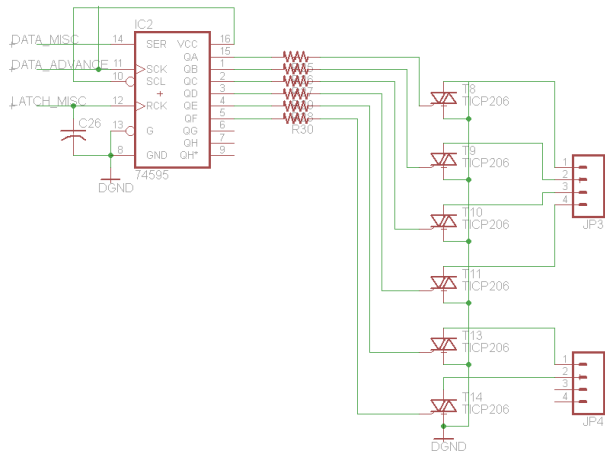 IC2
DATA_MISC 14 SER VCC 16
15
QA
DATA_ADVANCE 11 SCK QB 1
10 SCL QC 2
QD 3
LATCH_MISC 12 RCK QE 4
QF 5
C26 13 G QG 6
QH 7
8 GND QH* 9
74595
DGND
R30
T8
TICP206
T9
TICP206
T10
TICP206
T11
TICP206
T13
TICP206
T14
TICP206
1
2
3
4
JP3
1
2
3
4
JP4
DGND